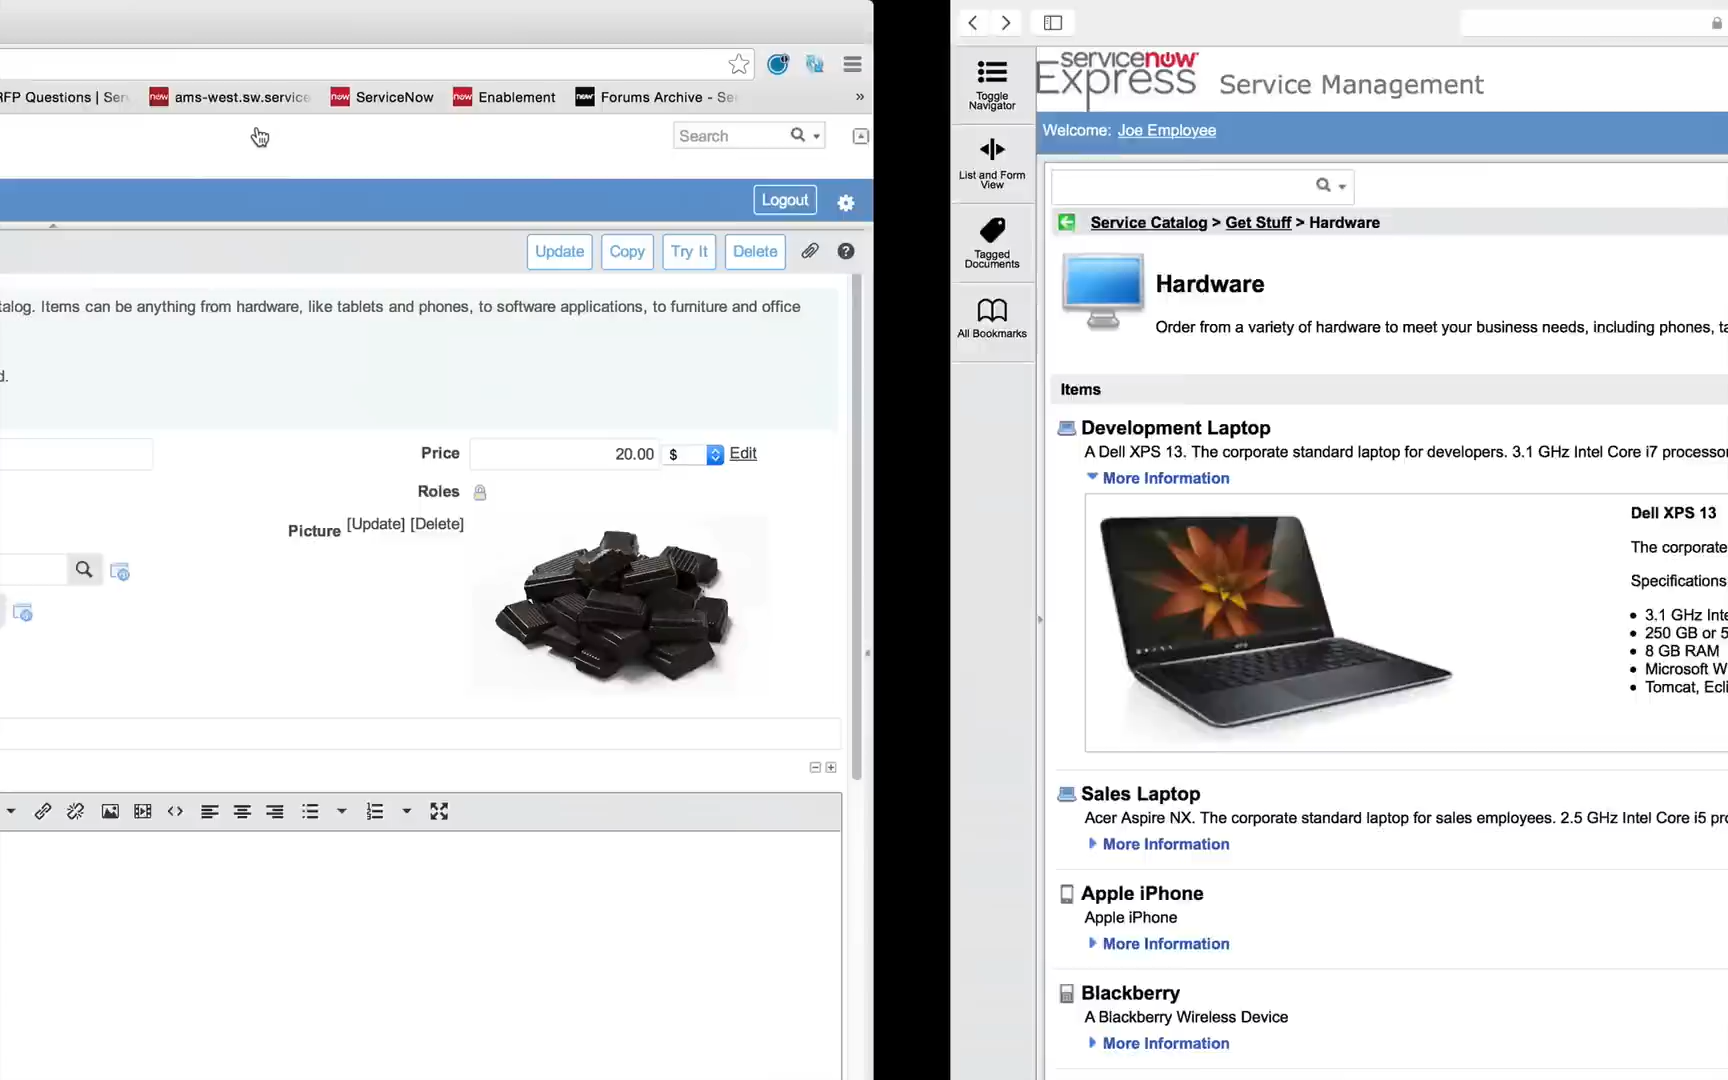 RFP Questions | Ser
ams-west.sw.service
ServiceNow
Enablement
Forums Archive - Se
»
Search
Logout
Update
Copy
Try It
Delete
talog. Items can be anything from hardware, like tablets and phones, to software applications, to furniture and office
d.
Price
20.00
$
Edit
Roles
Picture
[Update] [Delete]
servicenow
Express
Service Management
Toggle
Navigator
List and Form
View
Tagged
Documents
All Bookmarks
Welcome: Joe Employee
Service Catalog > Get Stuff > Hardware
Hardware
Order from a variety of hardware to meet your business needs, including phones, ta
Items
Development Laptop
A Dell XPS 13. The corporate standard laptop for developers. 3.1 GHz Intel Core i7 processor
More Information
Dell XPS 13
The corporate
Specifications
• 3.1 GHz Inte
• 250 GB or 5
• 8 GB RAM
• Microsoft W
• Tomcat, Ecli
Sales Laptop
Acer Aspire NX. The corporate standard laptop for sales employees. 2.5 GHz Intel Core i5 pro
More Information
Apple iPhone
Apple iPhone
More Information
Blackberry
A Blackberry Wireless Device
More Information